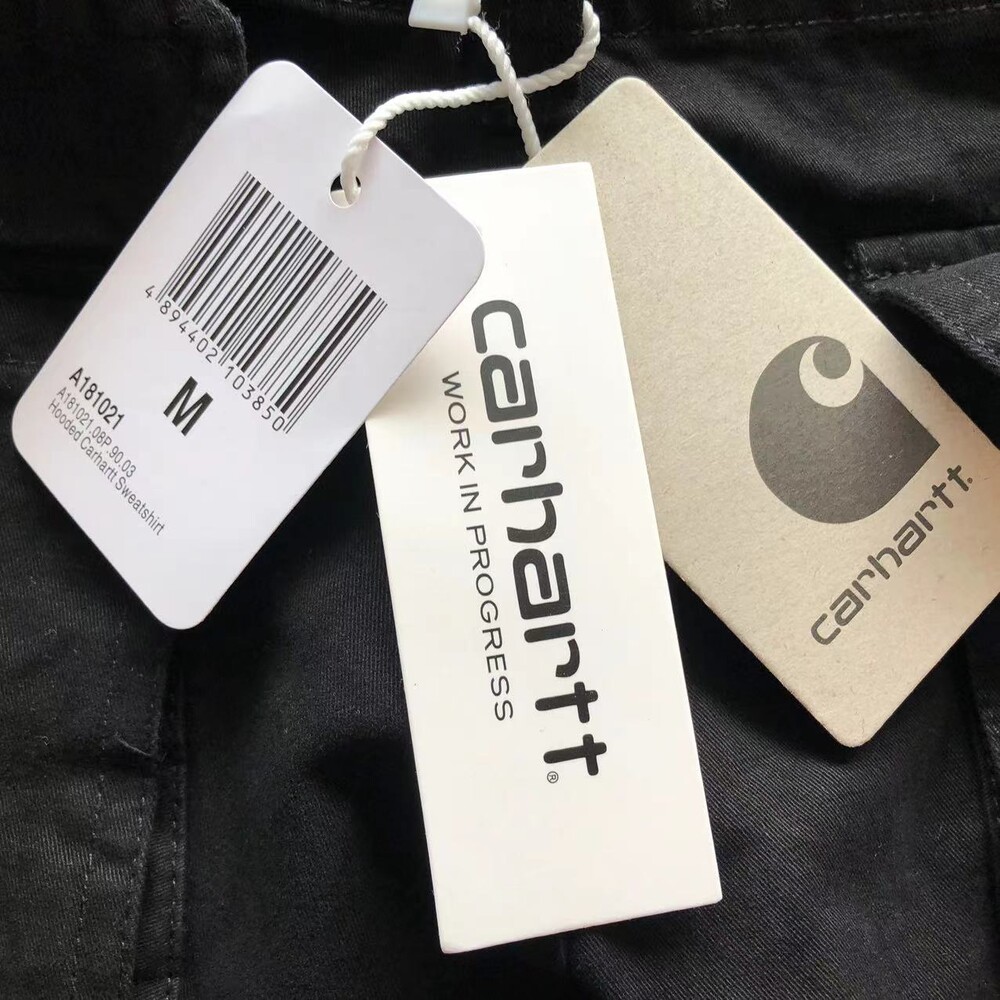 4 894402 103850
M
A181021
A181021.08P.90.03
Hooded Carhartt Sweatshirt
carhartt®
WORK IN PROGRESS
carhartt.